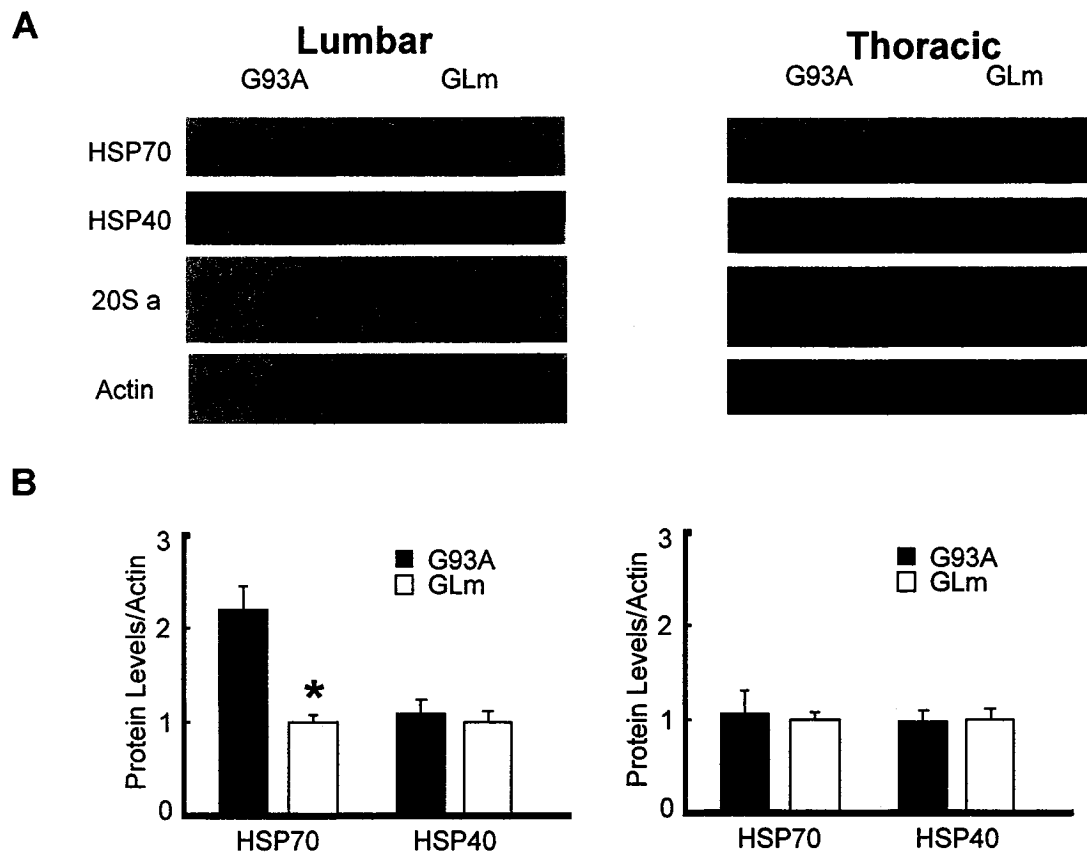 A
Lumbar
G93A GLm
Thoracic
G93A GLm
HSP70
HSP40
20S a
Actin
B
Protein Levels/Actin
3
2
1
0
G93A
GLm
*
HSP70 HSP40
Protein Levels/Actin
3
2
1
0
G93A
GLm
HSP70 HSP40